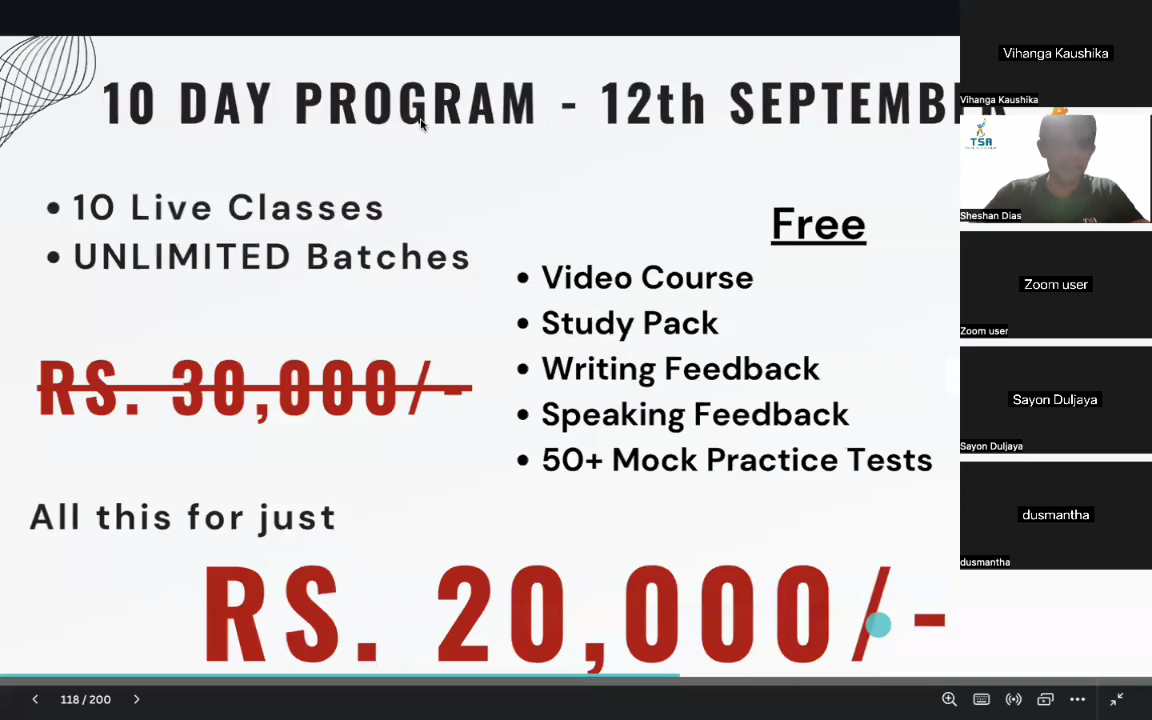 10 DAY PROGRAM - 12th SEPTEMBER
• 10 Live Classes
• UNLIMITED Batches
RS. 30,000/-
All this for just
RS. 20,000/-
Free
• Video Course
• Study Pack
• Writing Feedback
• Speaking Feedback
• 50+ Mock Practice Tests
Vihanga Kaushika
Vihanga Kaushika
TSA
Sheshan Dias
Zoom user
Zoom user
Sayon Duljaya
Sayon Duljaya
dusmantha
dusmantha
118 / 200